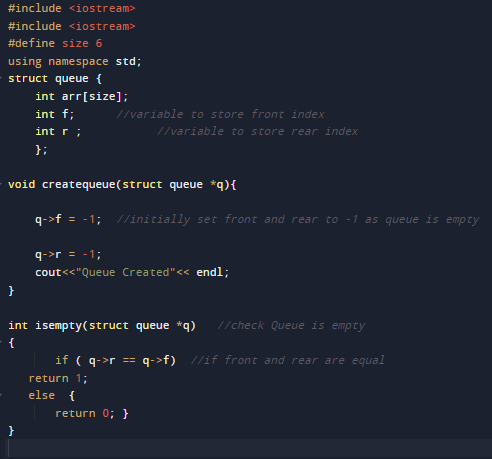 #include <iostream>
#include <iostream>
#define size 6
using namespace std;
struct queue {
    int arr[size];
    int f;      //variable to store front index
    int r ;           //variable to store rear index
    };

void createqueue(struct queue *q){

    q->f = -1;  //initially set front and rear to -1 as queue is empty

    q->r = -1;
    cout<<"Queue Created"<< endl;
}

int isempty(struct queue *q)   //check Queue is empty
{
       if ( q->r == q->f)  //if front and rear are equal
   return 1;
   else  {
       return 0; }
}